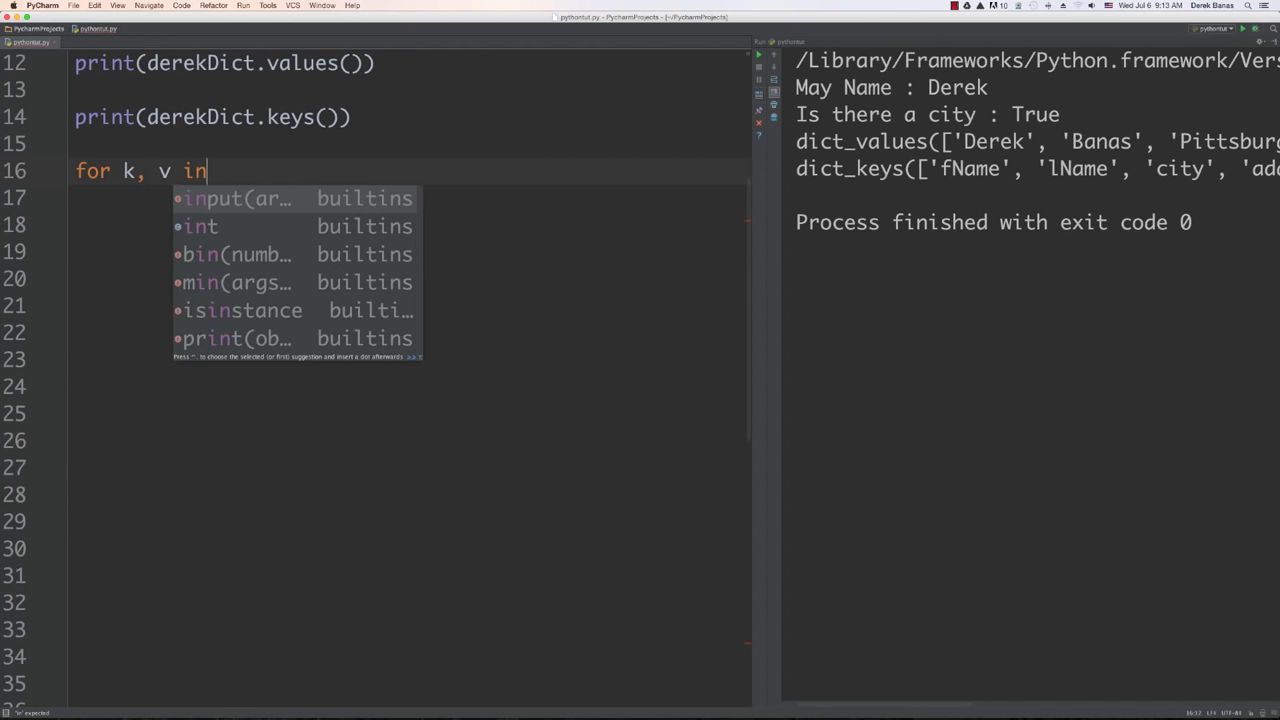 PyCharm File Edit View Navigate Code Refactor Run Tools VCS Window Help
10 Wed Jul 6 9:13 AM Derek Banas
pythontut.py - PycharmProjects - [~/PycharmProjects]
PycharmProjects pythontut.py
pythontut
pythontut.py
Run pythontut
12 print(derekDict.values())
13
14 print(derekDict.keys())
15
16 for k, v in
input(ar… builtins
int builtins
bin(numb… builtins
min(args… builtins
isinstance builti…
print(ob… builtins
Press ^. to choose the selected (or first) suggestion and insert a dot afterwards >>
17
18
19
20
21
22
23
24
25
26
27
28
29
30
31
32
33
34
35
/Library/Frameworks/Python.framework/Vers
May Name : Derek
Is there a city : True
dict_values(['Derek', 'Banas', 'Pittsburg
dict_keys(['fName', 'lName', 'city', 'add
Process finished with exit code 0
'in' expected
16:12 LF÷ UTF-8÷